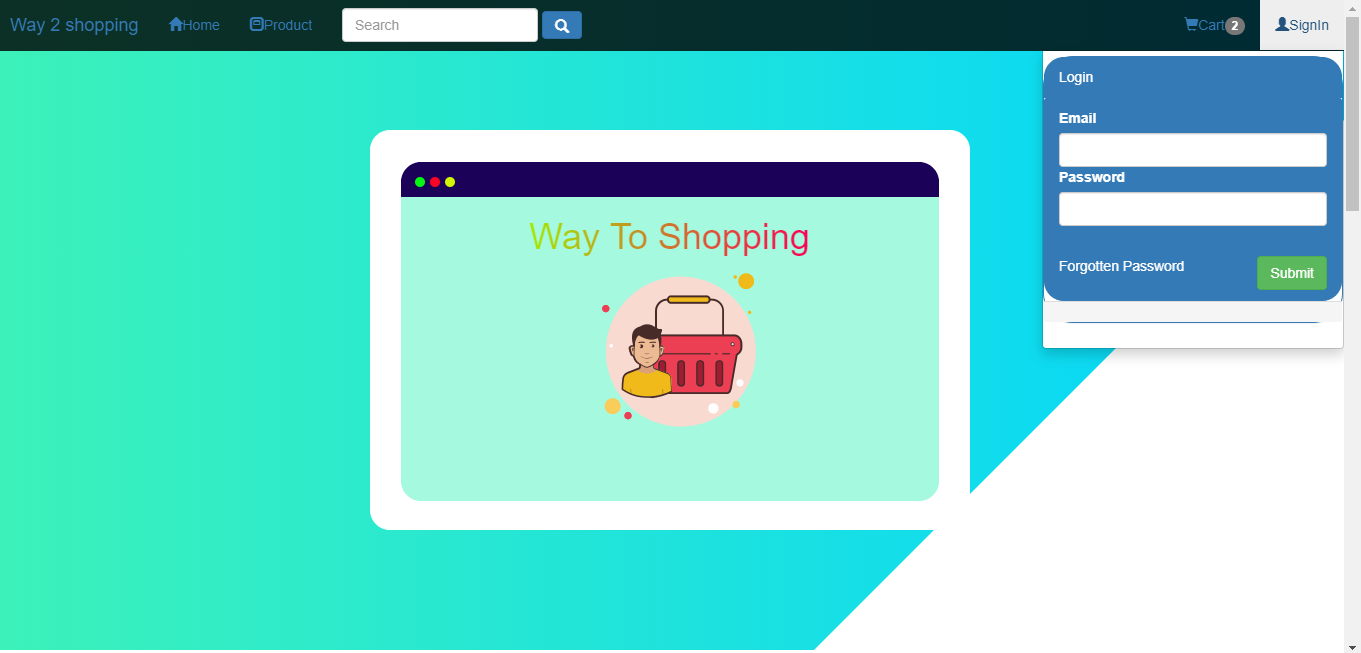 Way 2 shopping Home Product Search Cart 2 SignIn
Login
Email
Password
Forgotten Password Submit
Way To Shopping